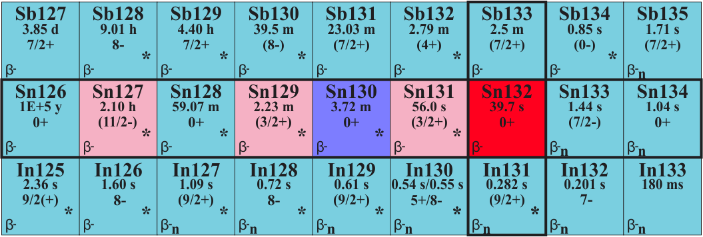 Sb127 Sb128 Sb129 Sb130 Sb131 Sb132 Sb133 Sb134 Sb135
3.85 d 9.01 h 4.40 h 39.5 m 23.03 m 2.79 m 2.5 m 0.85 s 1.71 s
7/2+ 8- 7/2+ (8-) (7/2+) (4+) (7/2+) (0-) (7/2+)
β- β- * β- * β- * β- β- * β- β- * β-n
Sn126 Sn127 Sn128 Sn129 Sn130 Sn131 Sn132 Sn133 Sn134
1E+5 y 2.10 h 59.07 m 2.23 m 3.72 m 56.0 s 39.7 s 1.44 s 1.04 s
0+ (11/2-) 0+ (3/2+) 0+ (3/2+) 0+ (7/2-) 0+
β- β- * β- * β- * β- * β- * β- β-n β-n
In125 In126 In127 In128 In129 In130 In131 In132 In133
2.36 s 1.60 s 1.09 s 0.72 s 0.61 s 0.54 s/0.55 s 0.282 s 0.201 s 180 ms
9/2(+) 8- (9/2+) 8- (9/2+) 5+/8- (9/2+) 7-
β- * β- * β-n * β-n * β-n * β-n * β-n * β-n β-n